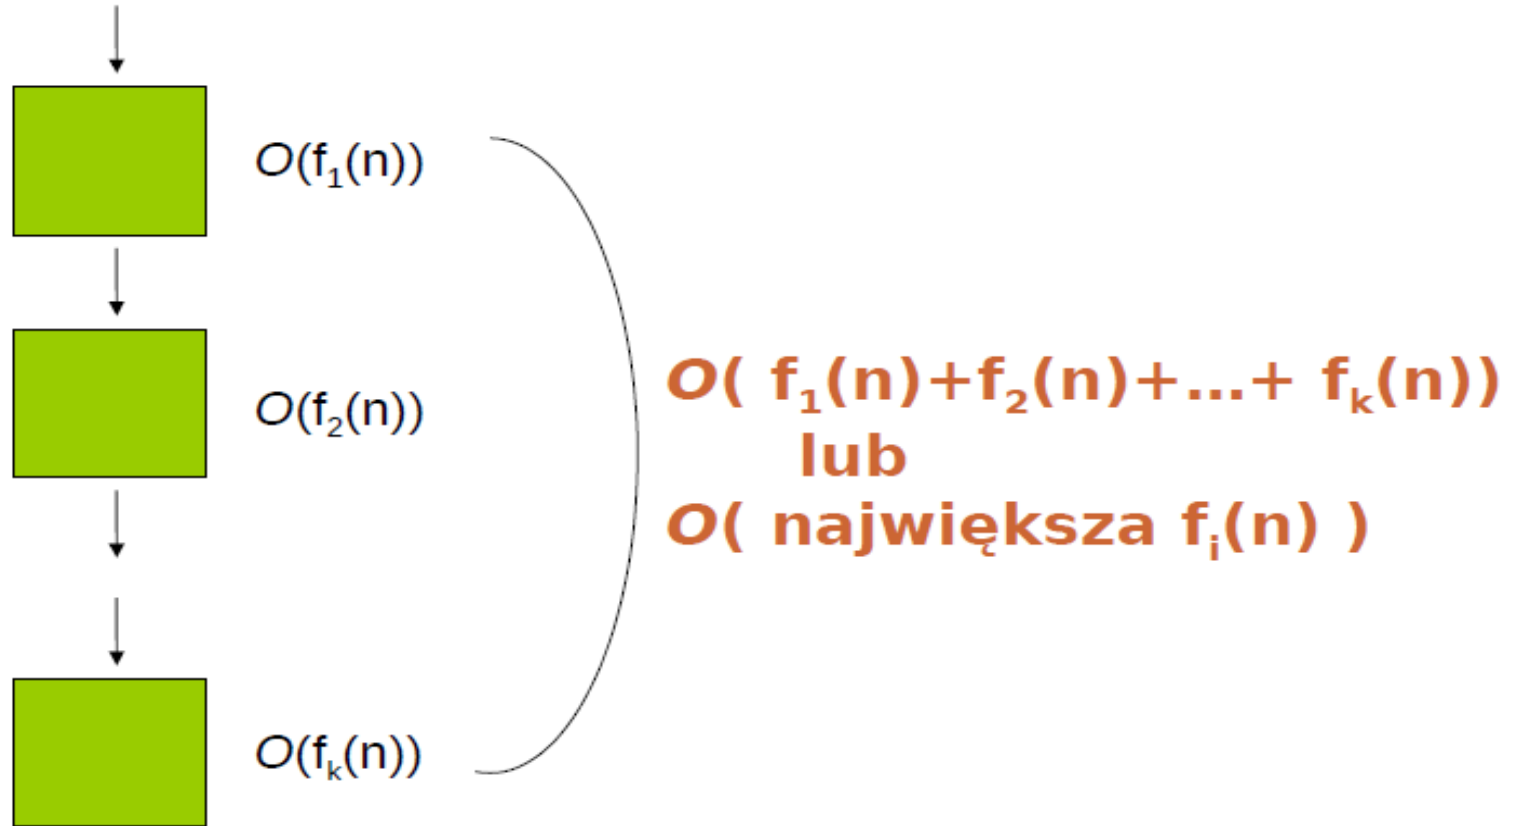 O(f₁(n))
O(f₂(n))
O( f₁(n)+f₂(n)+...+ fₖ(n))
lub
O( największa fᵢ(n) )
O(fₖ(n))